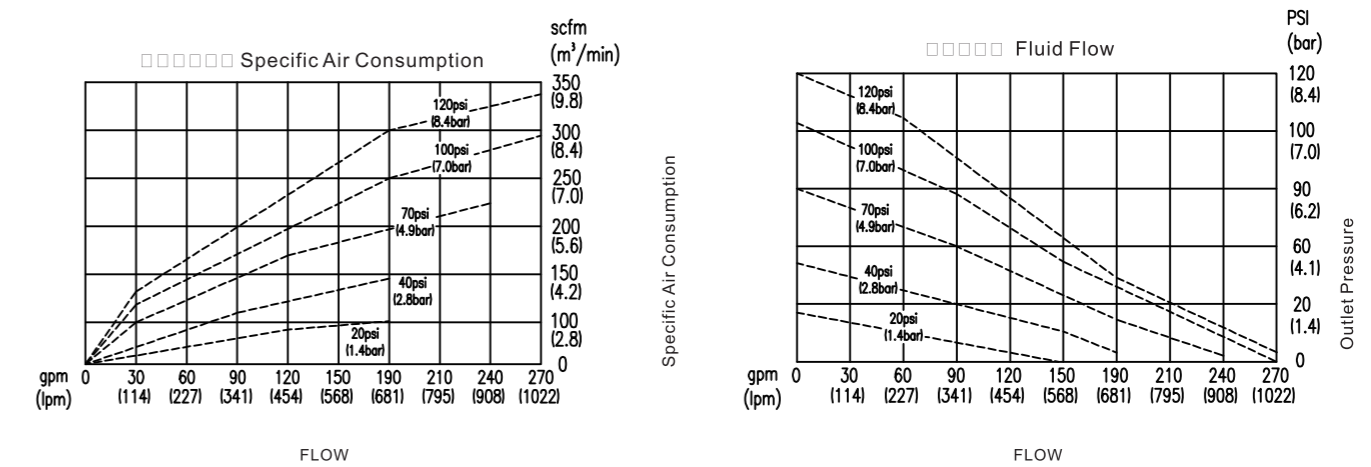 scfm
(m³/min)
□□□□□□ Specific Air Consumption
350
(9.8)
300
(8.4)
250
(7.0)
200
(5.6)
150
(4.2)
100
(2.8)
0
120psi
(8.4bar)
100psi
(7.0bar)
70psi
(4.9bar)
40psi
(2.8bar)
20psi
(1.4bar)
gpm 0 30 60 90 120 150 190 210 240 270
(lpm) (114) (227) (341) (454) (568) (681) (795) (908) (1022)
FLOW
Specific Air Consumption
PSI
(bar)
□□□□□ Fluid Flow
120
(8.4)
100
(7.0)
90
(6.2)
60
(4.1)
20
(1.4)
0
120psi
(8.4bar)
100psi
(7.0bar)
70psi
(4.9bar)
40psi
(2.8bar)
20psi
(1.4bar)
gpm 0 30 60 90 120 150 190 210 240 270
(lpm) (114) (227) (341) (454) (568) (681) (795) (908) (1022)
FLOW
Outlet Pressure